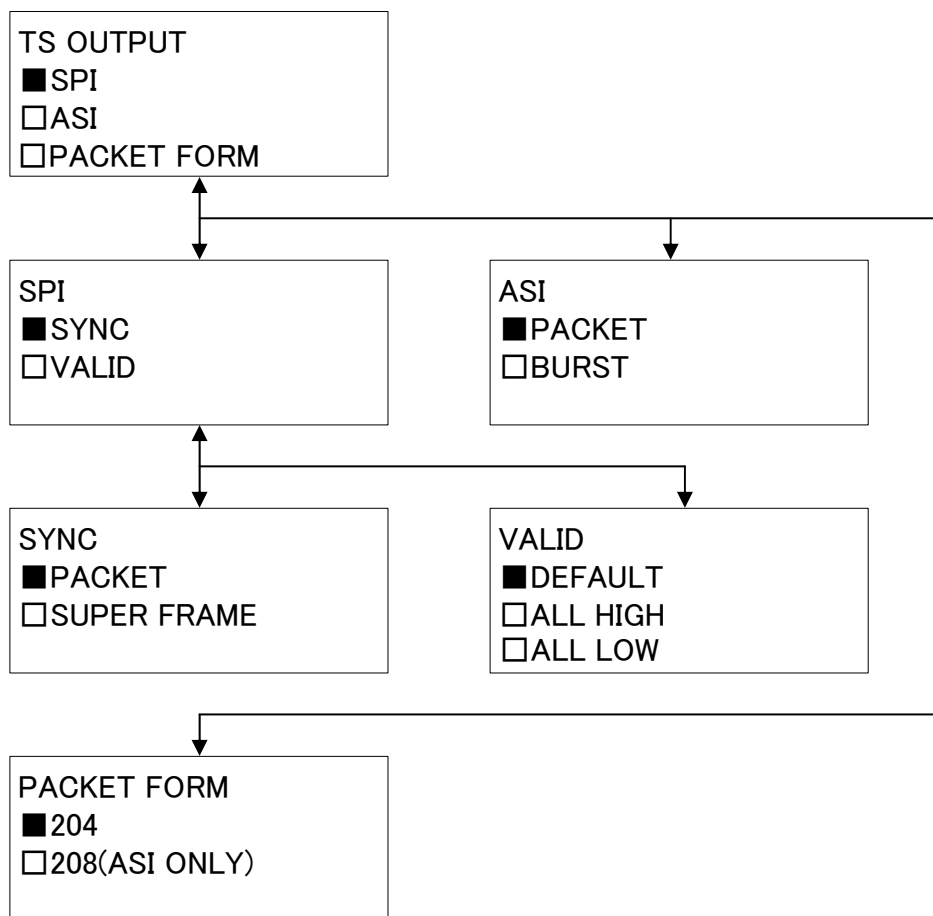 TS OUTPUT
■SPI
□ASI
□PACKET FORM
SPI
■SYNC
□VALID
ASI
■PACKET
□BURST
SYNC
■PACKET
□SUPER FRAME
VALID
■DEFAULT
□ALL HIGH
□ALL LOW
PACKET FORM
■204
□208(ASI ONLY)